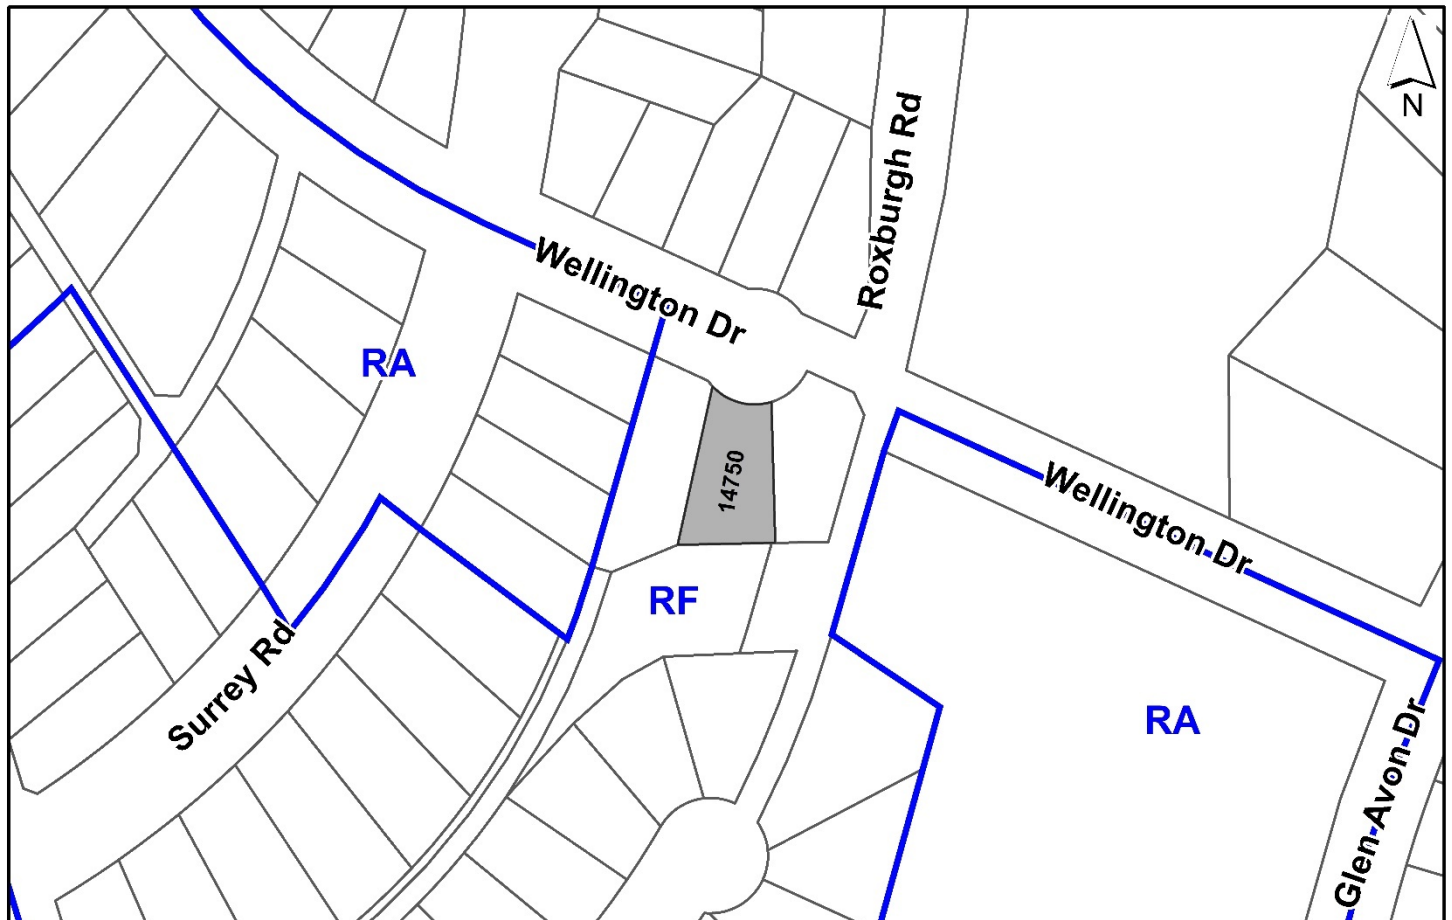 N
Roxburgh Rd
Wellington Dr
RA
14750
Wellington Dr
RF
Surrey Rd
RA
Glen-Avon-Dr